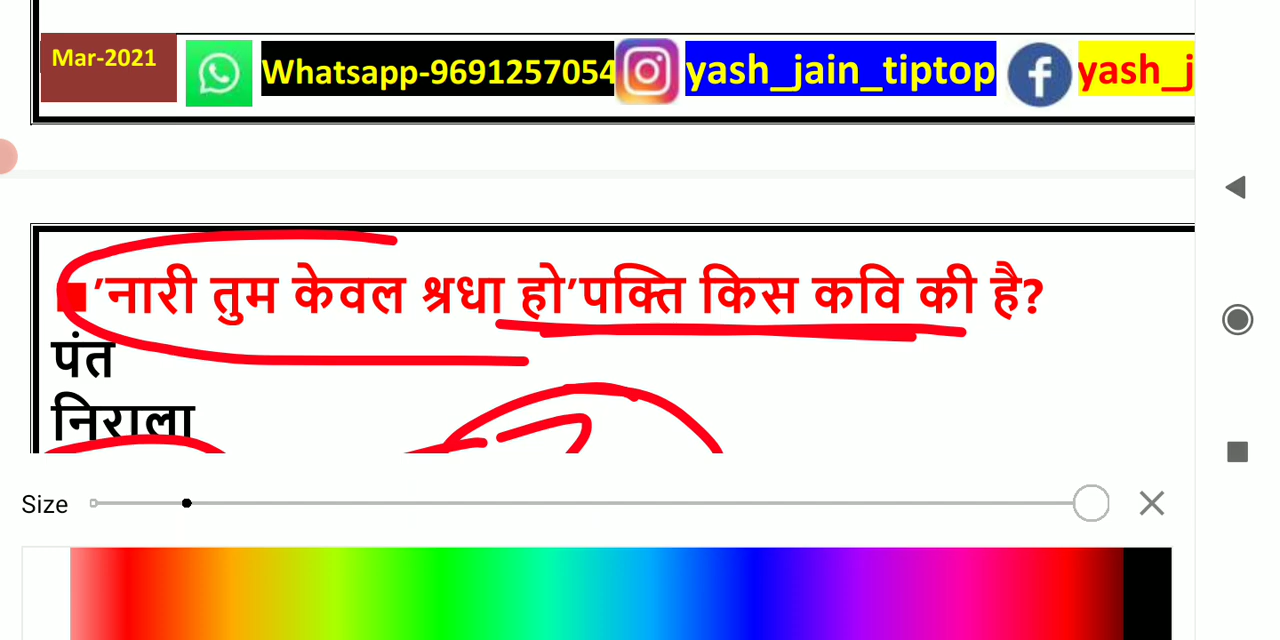 Mar-2021 Whatsapp-9691257054 yash_jain_tiptop yash_j
■'नारी तुम केवल श्रधा हो'पक्ति किस कवि की है?
पंत
निराला
Size